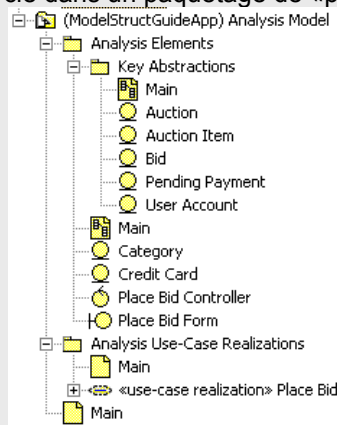 (ModelStructGuideApp) Analysis Model
Analysis Elements
Key Abstractions
Main
Auction
Auction Item
Bid
Pending Payment
User Account
Main
Category
Credit Card
Place Bid Controller
Place Bid Form
Analysis Use-Case Realizations
Main
«use-case realization» Place Bid
Main